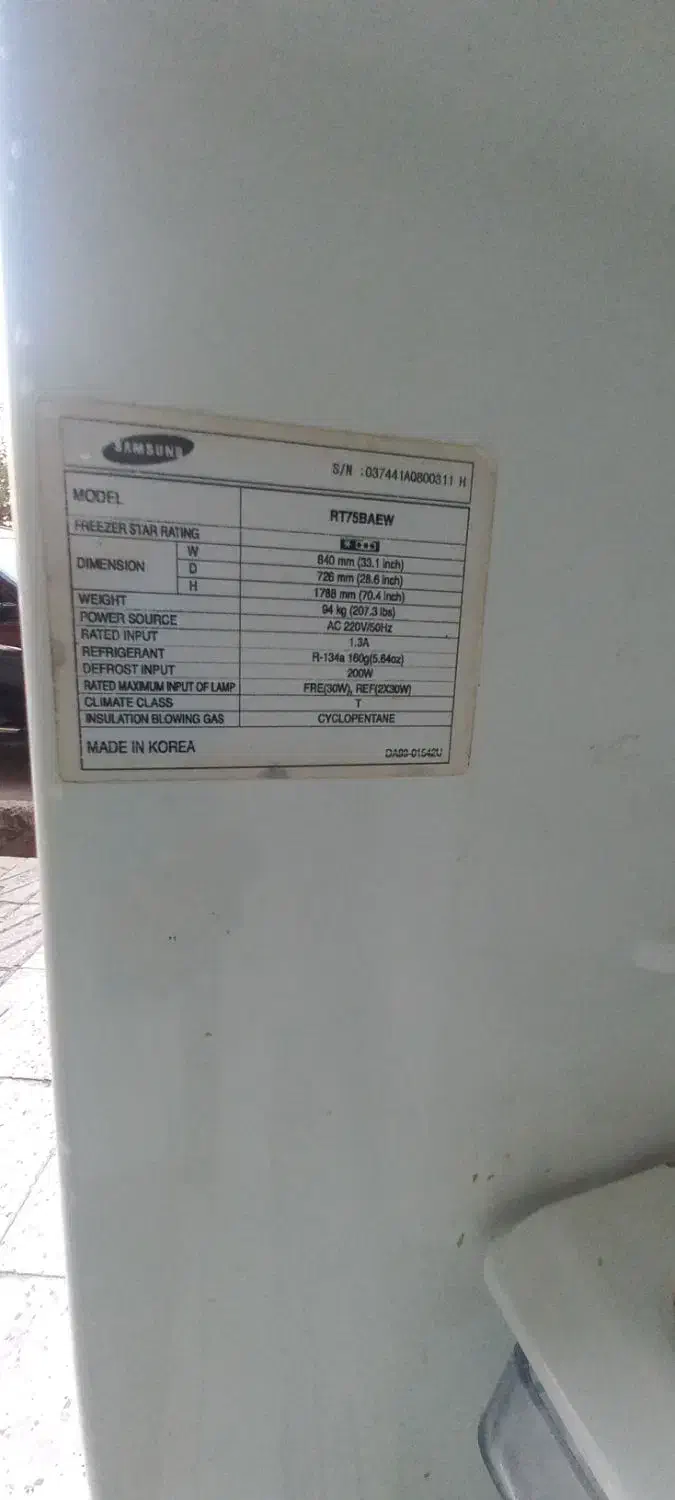 SAMSUNG
S/N :037441A0800311 H
MODEL RT75BAEW
FREEZER STAR RATING
DIMENSION W 840 mm (33.1 inch)
D 726 mm (28.6 inch)
H 1788 mm (70.4 inch)
WEIGHT 94 kg (207.3 lbs)
POWER SOURCE AC 220V/50Hz
RATED INPUT 1.3A
REFRIGERANT R-134a 160g(5.64oz)
DEFROST INPUT 200W
RATED MAXIMUM INPUT OF LAMP FRE(30W), REF(2X30W)
CLIMATE CLASS T
INSULATION BLOWING GAS CYCLOPENTANE
MADE IN KOREA DA99-01542U